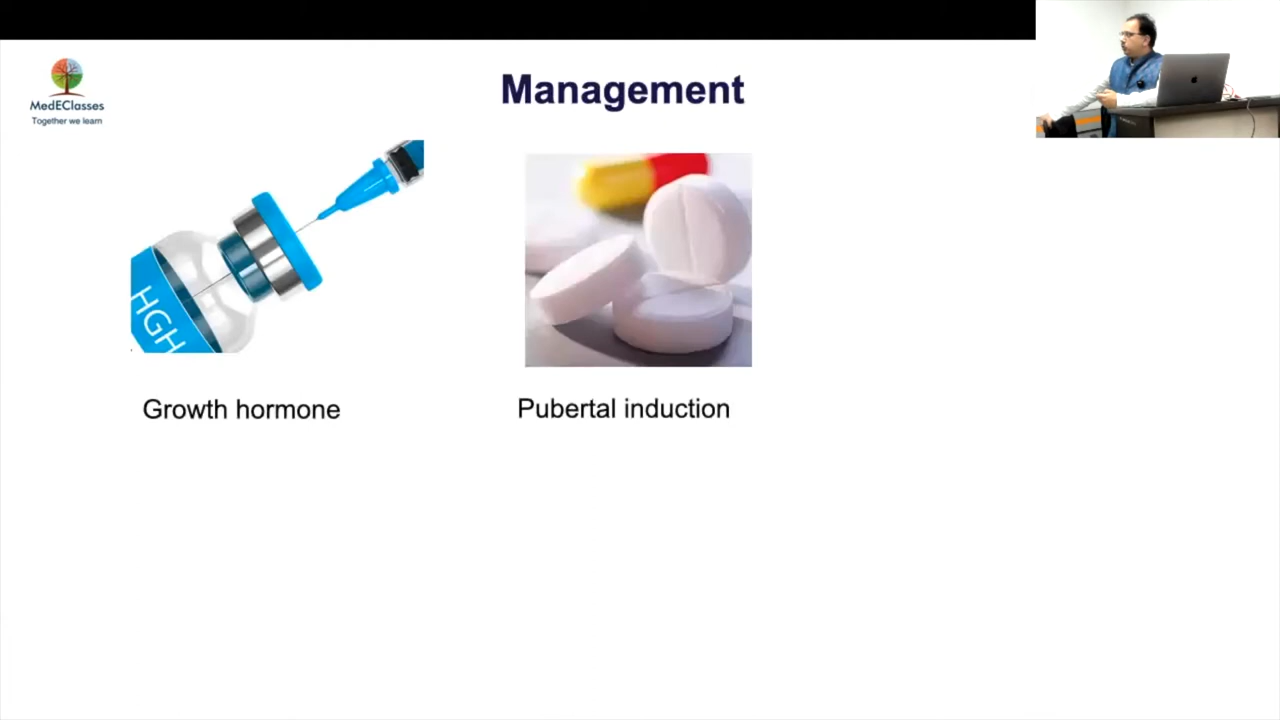 Management
MedEClasses
Together we learn
HGH
Growth hormone
Pubertal induction